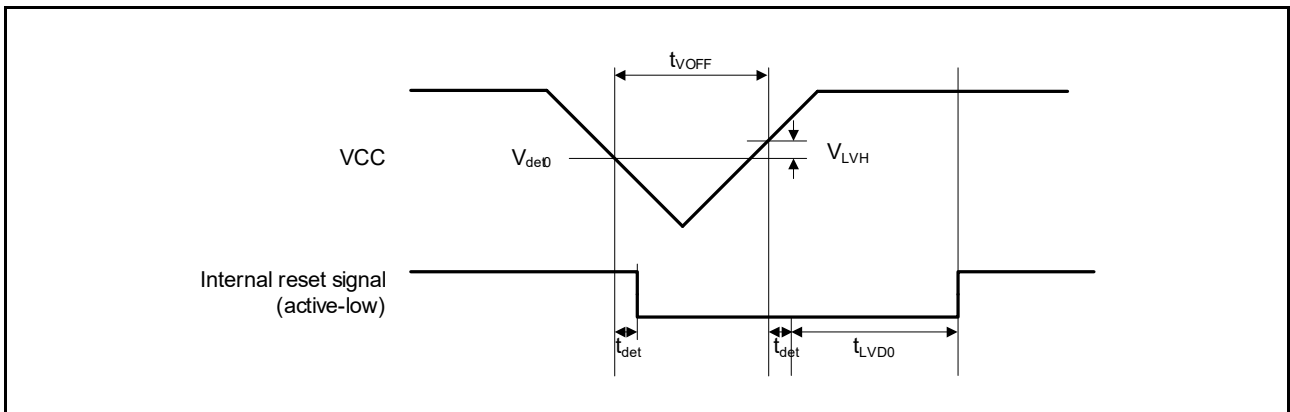 tVOFF
VCC
Vdet0
VLVH
Internal reset signal
(active-low)
tdet
tdet
tLVD0